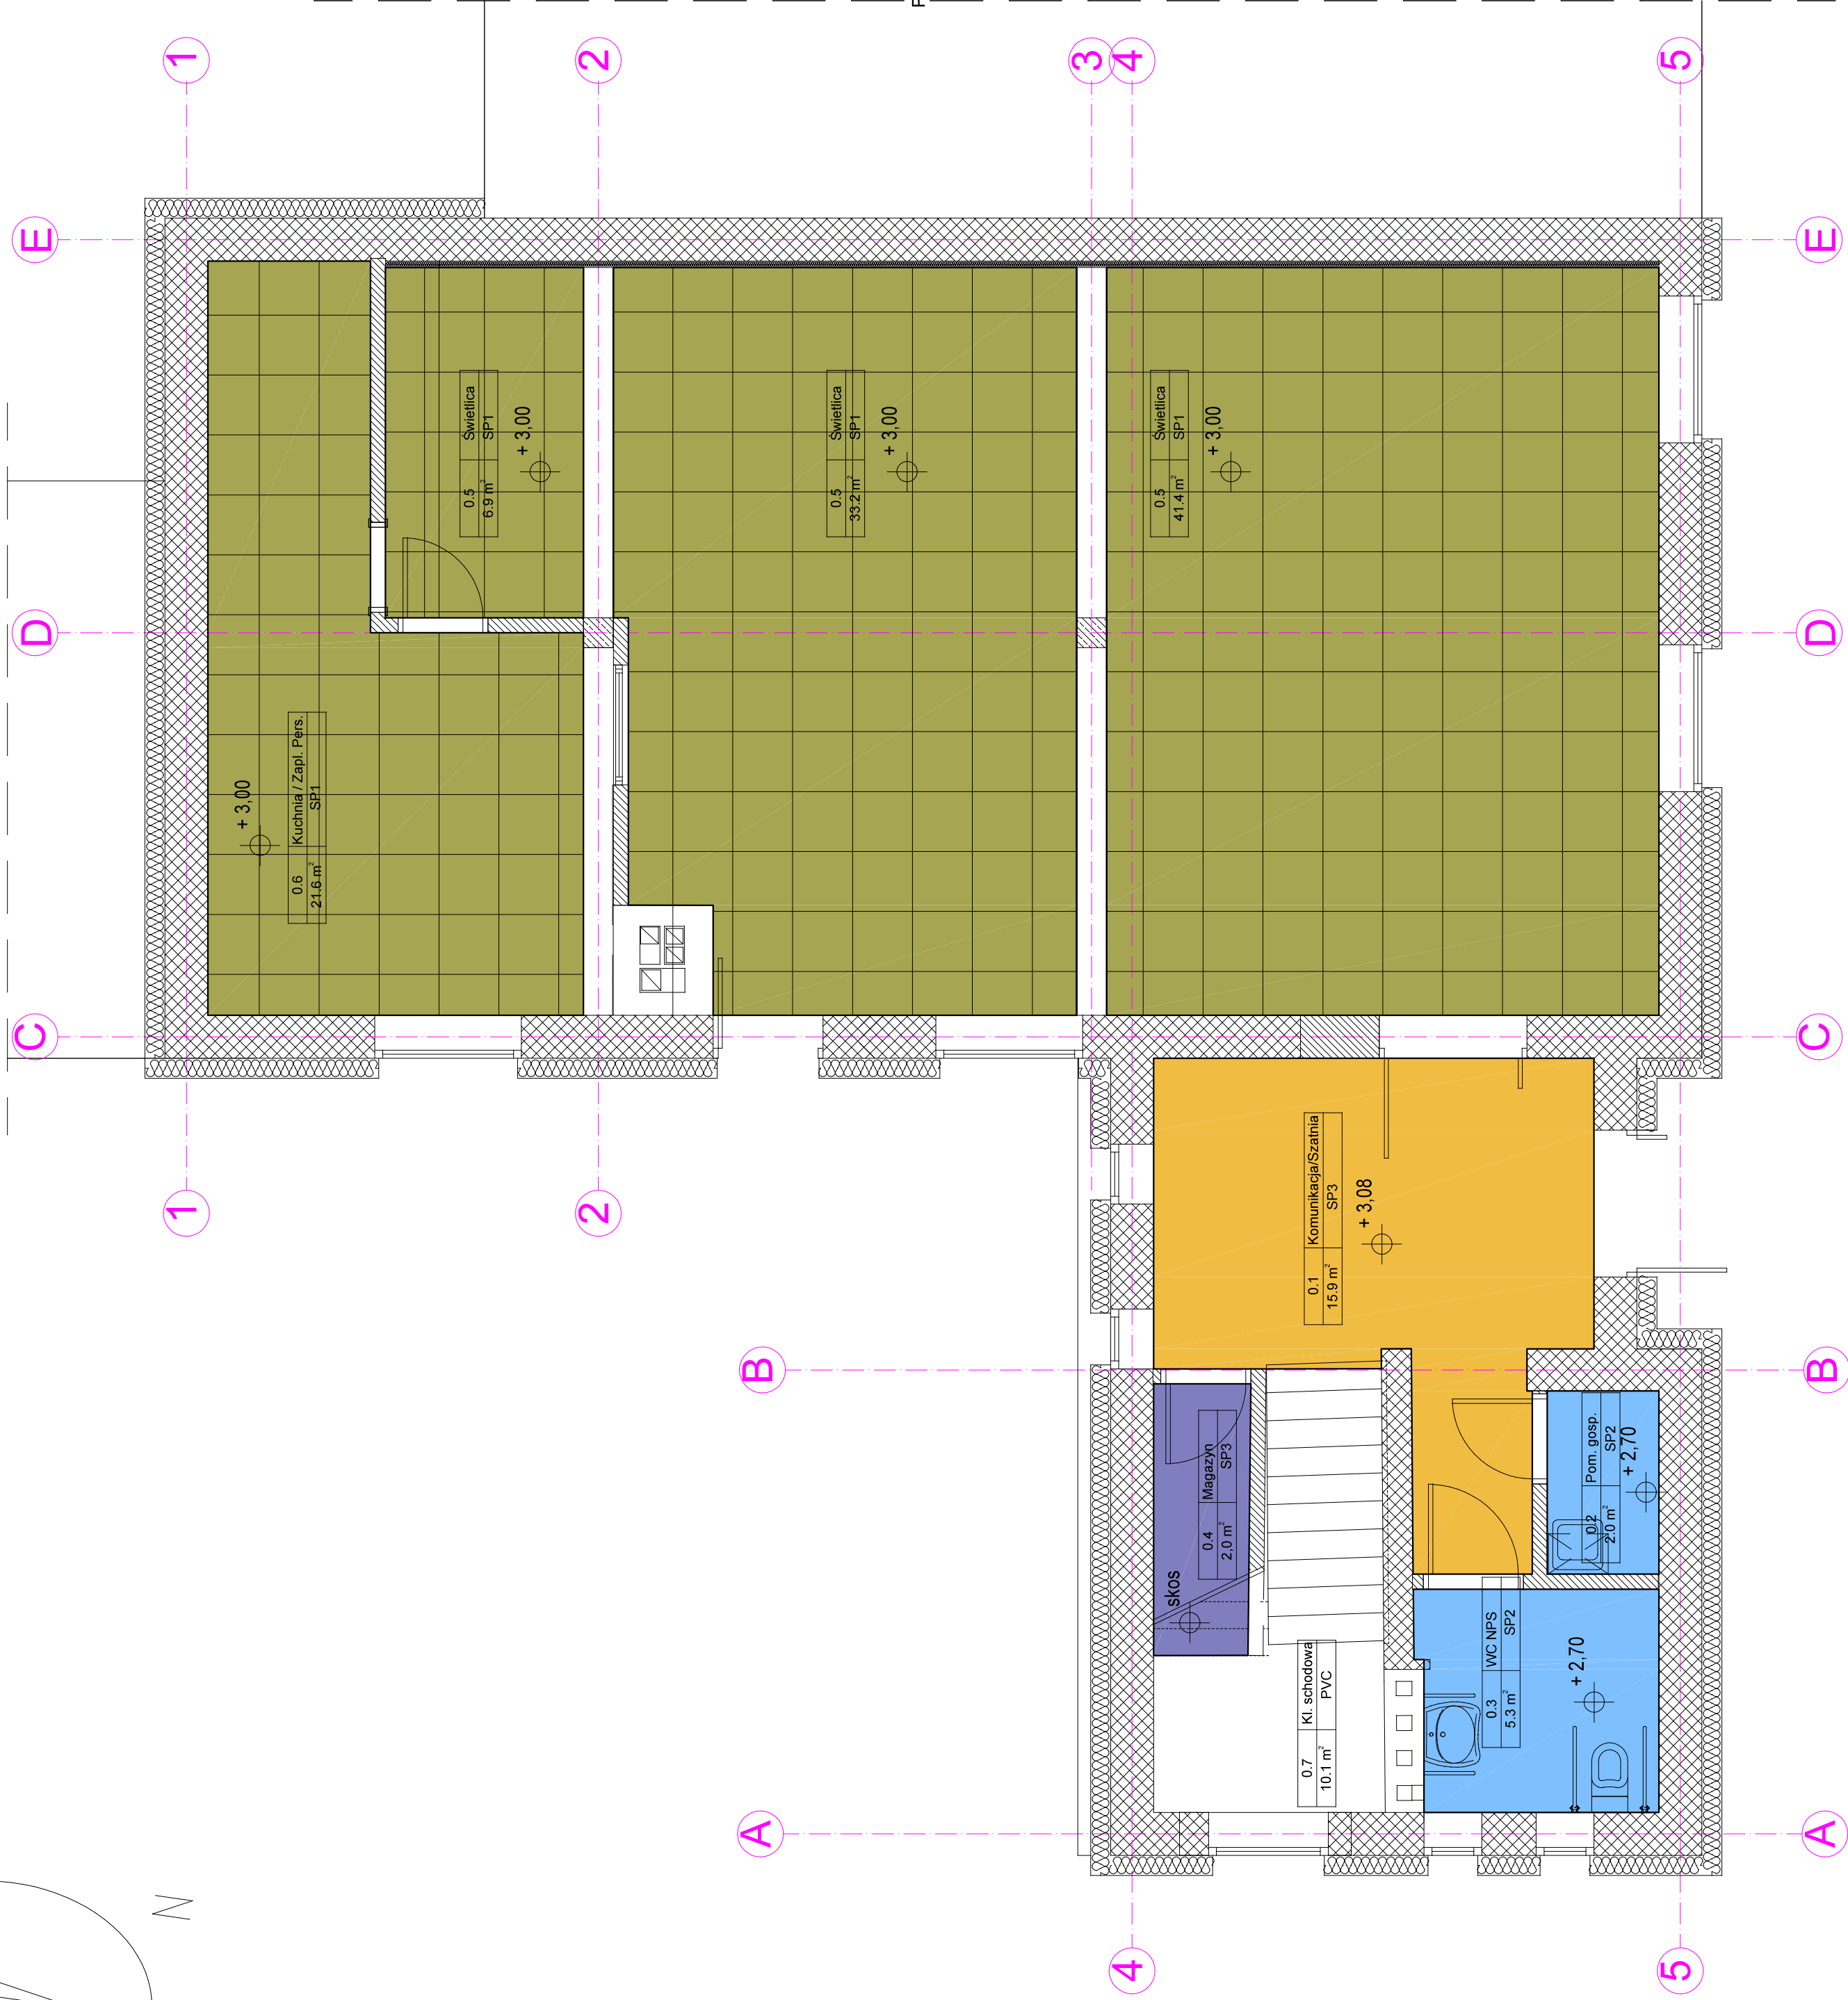 1
2
3
4
5
E
E
D
D
C
C
1
2
B
B
A
A
4
5
0.6 Kuchnia / Zapl. Pers.
21.6 m² SP1
+ 3,00
0.5 Świetlica
6.9 m² SP1
+ 3,00
0.5 Świetlica
33.2 m² SP1
+ 3,00
0.5 Świetlica
41.4 m² SP1
+ 3,00
0.1 Komunikacja/Szatnia
15.9 m² SP3
+ 3,08
0.4 Magazyn
2,0 m² SP3
skos
0.2 Pom. gosp.
2.0 m² SP2
+ 2,70
0.3 WC NPS
5.3 m² SP2
+ 2,70
0.7 Kl. schodowa
10.1 m² PVC
N